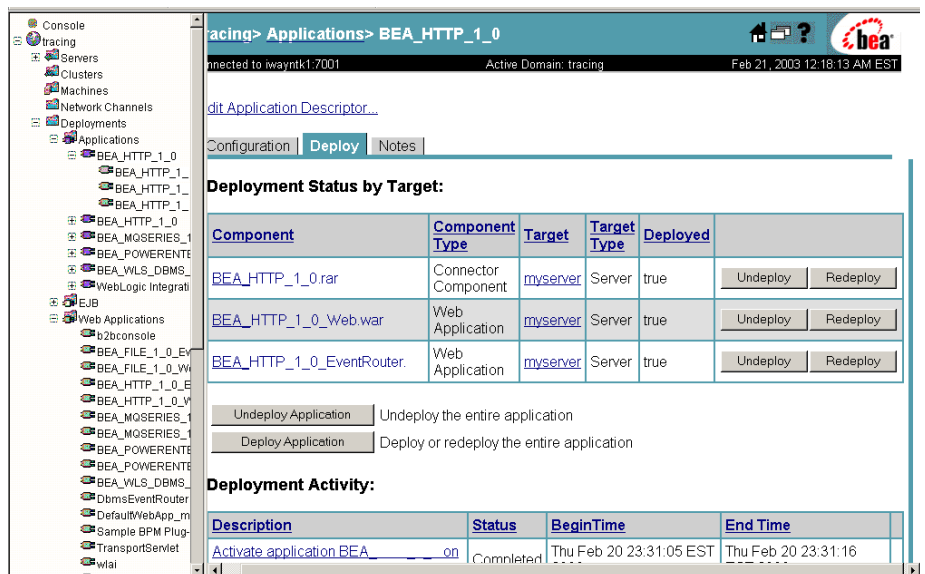 Console
tracing
Servers
Clusters
Machines
Network Channels
Deployments
Applications
BEA_HTTP_1_0
BEA_HTTP_1_
BEA_HTTP_1_
BEA_HTTP_1_
BEA_HTTP_1_0
BEA_MQSERIES_1
BEA_POWERENTE
BEA_WLS_DBMS_
WebLogic Integrati
EJB
Web Applications
b2bconsole
BEA_FILE_1_0_Ev
BEA_FILE_1_0_We
BEA_HTTP_1_0_E
BEA_HTTP_1_0_W
BEA_MQSERIES_1
BEA_MQSERIES_1
BEA_POWERENTE
BEA_POWERENTE
BEA_WLS_DBMS_
DbmsEventRouter
DefaultWebApp_m
Sample BPM Plug-
TransportServlet
wlai
acing> Applications> BEA_HTTP_1_0
?
bea
nnected to iwayntk1:7001 Active Domain: tracing Feb 21, 2003 12:18:13 AM EST
dit Application Descriptor...
Configuration Deploy Notes
Deployment Status by Target:
Component Component Type Target Target Type Deployed
BEA_HTTP_1_0.rar Connector Component myserver Server true Undeploy Redeploy
BEA_HTTP_1_0_Web.war Web Application myserver Server true Undeploy Redeploy
BEA_HTTP_1_0_EventRouter. Web Application myserver Server true Undeploy Redeploy
Undeploy Application Undeploy the entire application
Deploy Application Deploy or redeploy the entire application
Deployment Activity:
Description Status BeginTime End Time
Activate application BEA_ _ _ on Completed Thu Feb 20 23:31:05 EST Thu Feb 20 23:31:16